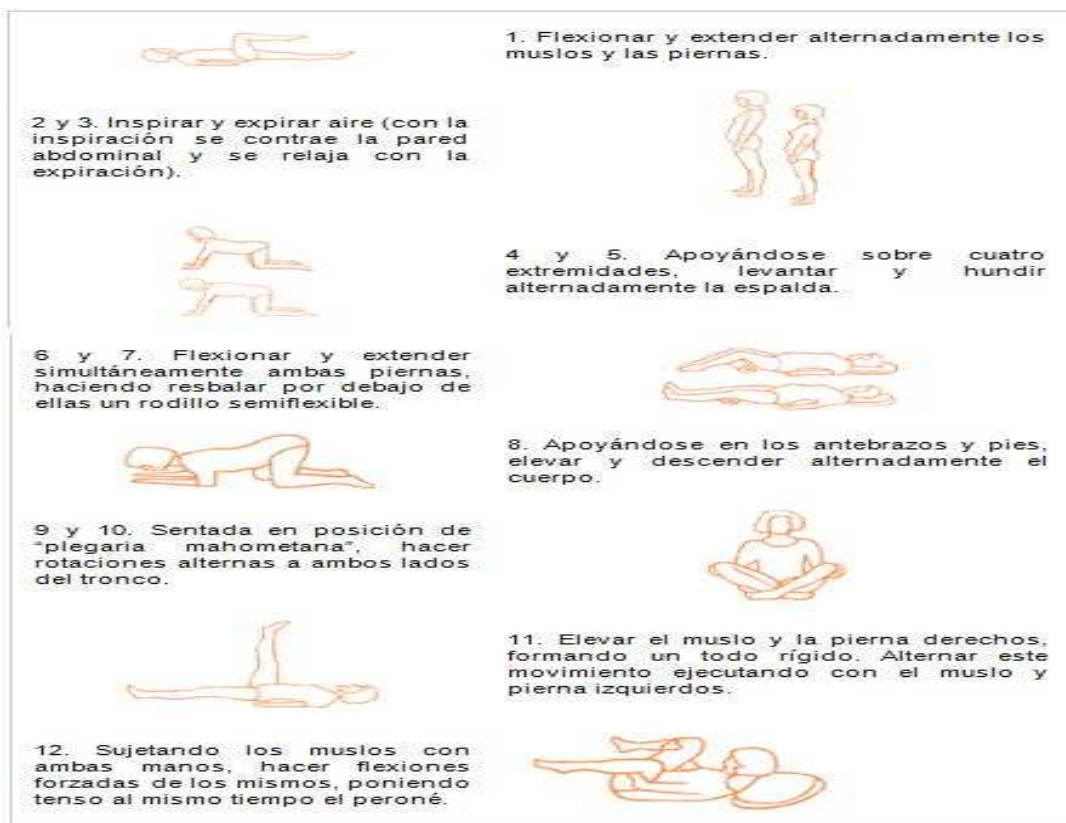 1. Flexionar y extender alternadamente los
muslos y las piernas.
2 y 3. Inspirar y expirar aire (con la
inspiración se contrae la pared
abdominal y se relaja con la
expiración).
4 y 5. Apoyándose sobre cuatro
extremidades, levantar y hundir
alternadamente la espalda.
6 y 7. Flexionar y extender
simultáneamente ambas piernas,
haciendo resbalar por debajo de
ellas un rodillo semiflexible.
8. Apoyándose en los antebrazos y pies,
elevar y descender alternadamente el
cuerpo.
9 y 10. Sentada en posición de
"plegaria mahometana", hacer
rotaciones alternas a ambos lados
del tronco.
11. Elevar el muslo y la pierna derechos,
formando un todo rígido. Alternar este
movimiento ejecutando con el muslo y
pierna izquierdos.
12. Sujetando los muslos con
ambas manos, hacer flexiones
forzadas de los mismos, poniendo
tenso al mismo tiempo el peroné.